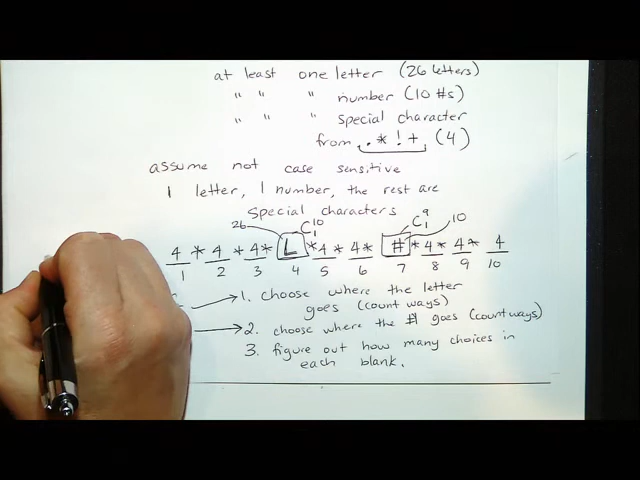 at least one letter (26 letters)
" " " number (10 #s)
" " " special character
from . * ! + , (4)
assume not case sensitive
1 letter, 1 number, the rest are
special characters
26 C 10 1 C 9 1 10
4 * 4 * 4 * L * 4 * 4 * # * 4 * 4 * 4
1 2 3 4 5 6 7 8 9 10
1. choose where the letter
goes (count ways)
2. choose where the # goes (count ways)
3. figure out how many choices in
each blank.